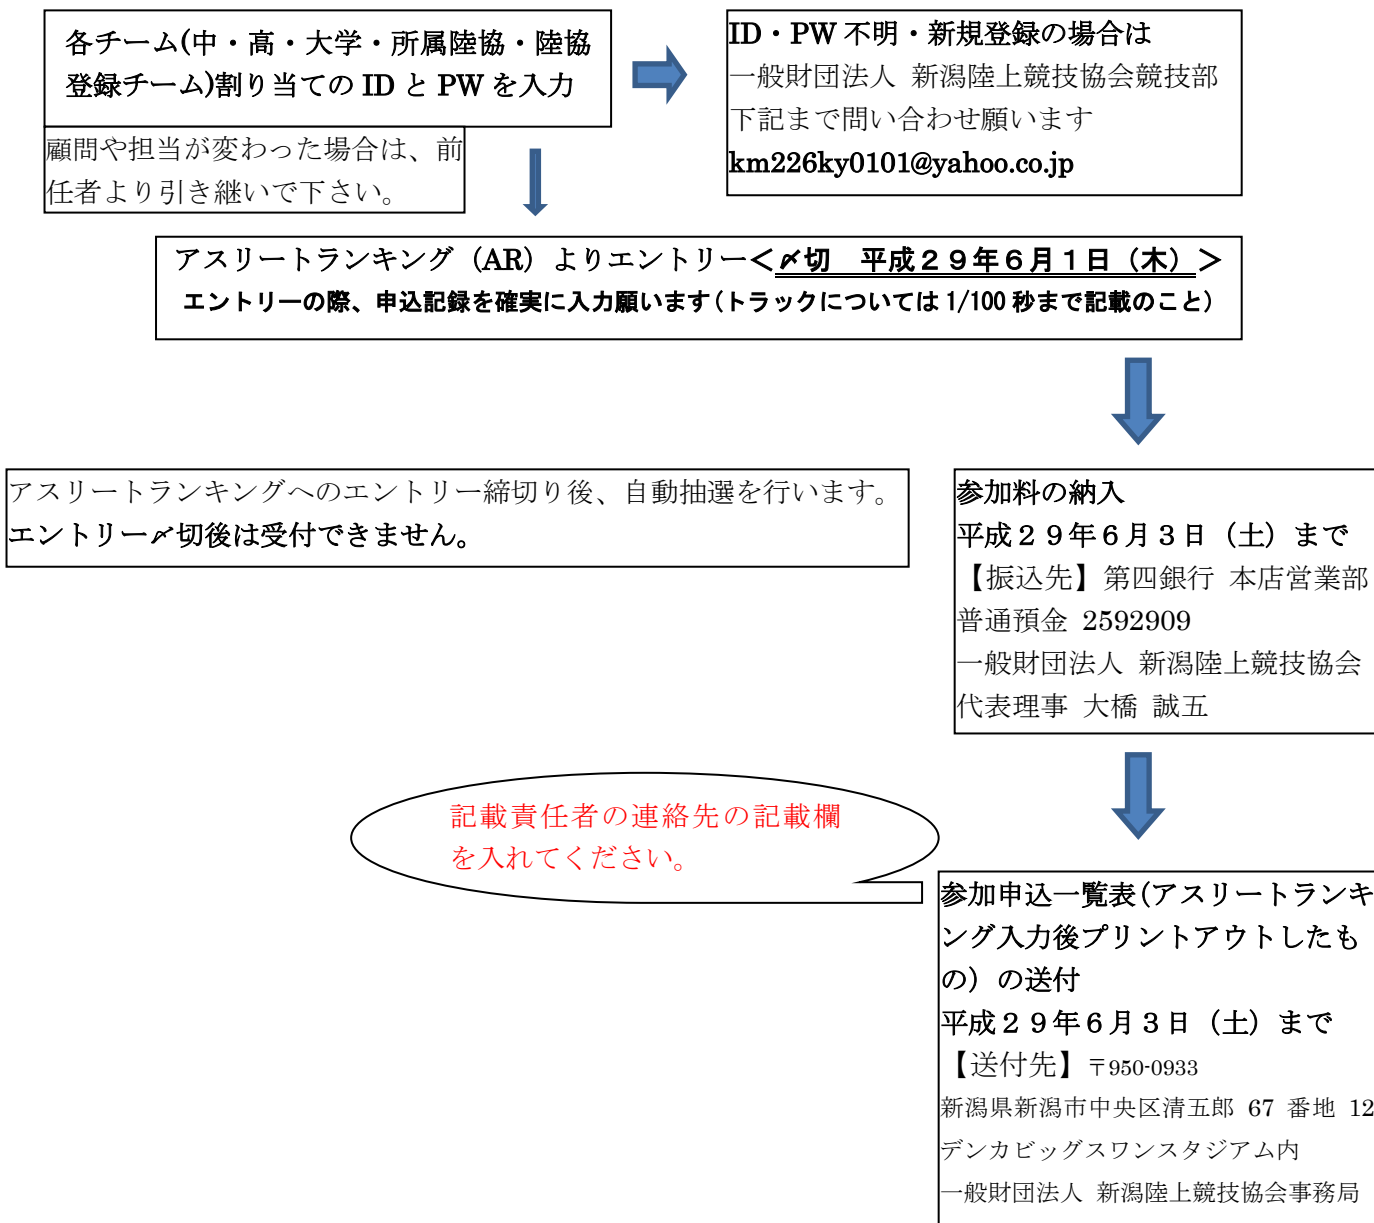 各チーム(中・高・大学・所属陸協・陸協
登録チーム)割り当ての ID と PW を入力
ID・PW 不明・新規登録の場合は
一般財団法人 新潟陸上競技協会競技部
下記まで問い合わせ願います
km226ky0101@yahoo.co.jp
顧問や担当が変わった場合は、前
任者より引き継いで下さい。
アスリートランキング（AR）よりエントリー＜〆切　平成２９年６月１日（木）＞
エントリーの際、申込記録を確実に入力願います(トラックについては 1/100 秒まで記載のこと)
アスリートランキングへのエントリー締切り後、自動抽選を行います。
エントリー〆切後は受付できません。
参加料の納入
平成２９年６月３日（土）まで
【振込先】第四銀行 本店営業部
普通預金 2592909
一般財団法人 新潟陸上競技協会
代表理事 大橋 誠五
記載責任者の連絡先の記載欄
を入れてください。
参加申込一覧表(アスリートランキ
ング入力後プリントアウトしたも
の）の送付
平成２９年６月３日（土）まで
【送付先】〒950-0933
新潟県新潟市中央区清五郎 67 番地 12
デンカビッグスワンスタジアム内
一般財団法人 新潟陸上競技協会事務局